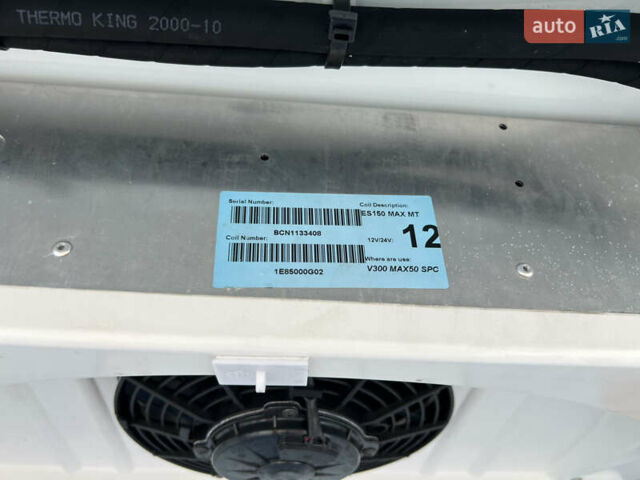 THERMO KING 2000-10
auto RIA
.com
Serial Number: Coil Description:
ES150 MAX MT
BCN1133408
Coil Number: 12V/24V: 12
Where are use:
1E85000G02 V300 MAX50 SPC